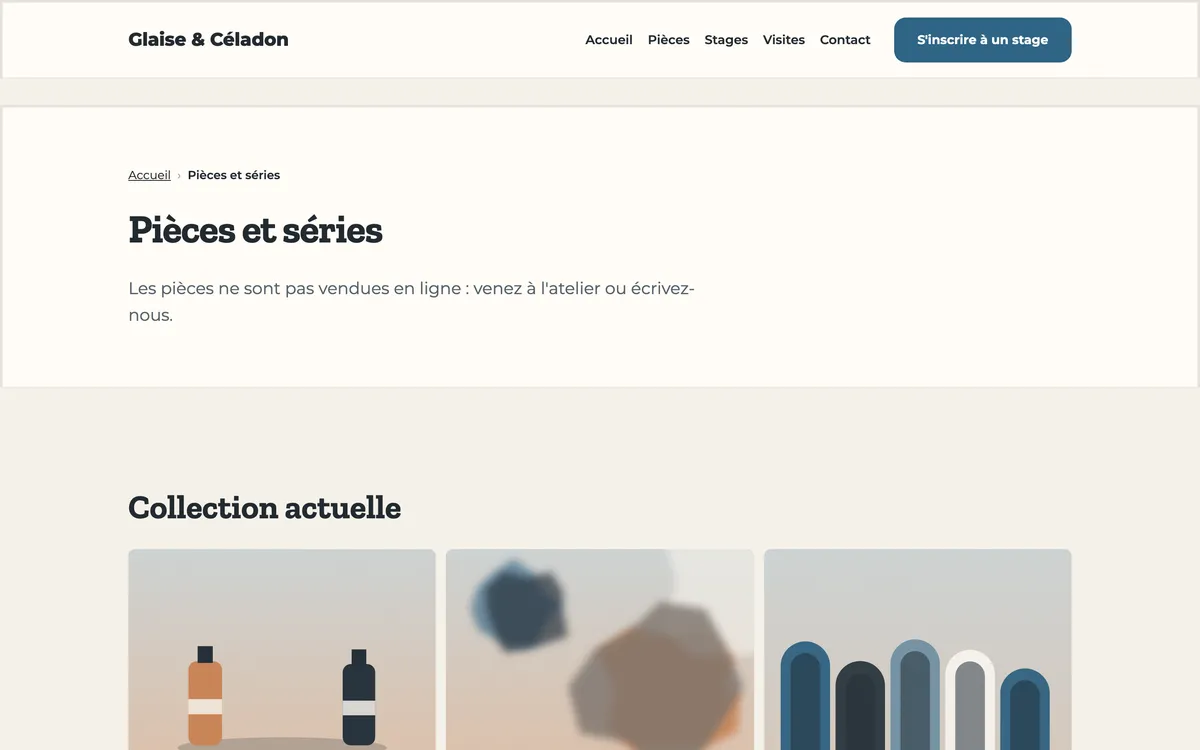 Glaise & Céladon
Accueil Pièces Stages Visites Contact S'inscrire à un stage
Accueil › Pièces et séries
Pièces et séries
Les pièces ne sont pas vendues en ligne : venez à l'atelier ou écrivez-
nous.
Collection actuelle